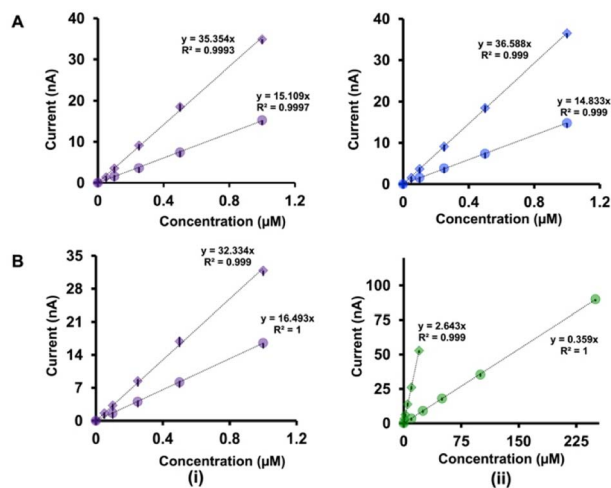 A
40
30
20
10
0
Current (nA)
y = 35.354x
R² = 0.9993
y = 15.109x
R² = 0.9997
0
0.4
0.8
1.2
Concentration (µM)
40
30
20
10
0
Current (nA)
y = 36.588x
R² = 0.999
y = 14.833x
R² = 0.999
0
0.4
0.8
1.2
Concentration (µM)
B
35
28
21
14
7
0
Current (nA)
y = 32.334x
R² = 0.999
y = 16.493x
R² = 1
0
0.4
0.8
1.2
Concentration (µM)
(i)
100
75
50
25
0
Current (nA)
y = 2.643x
R² = 0.999
y = 0.359x
R² = 1
0
75
150
225
Concentration (µM)
(ii)